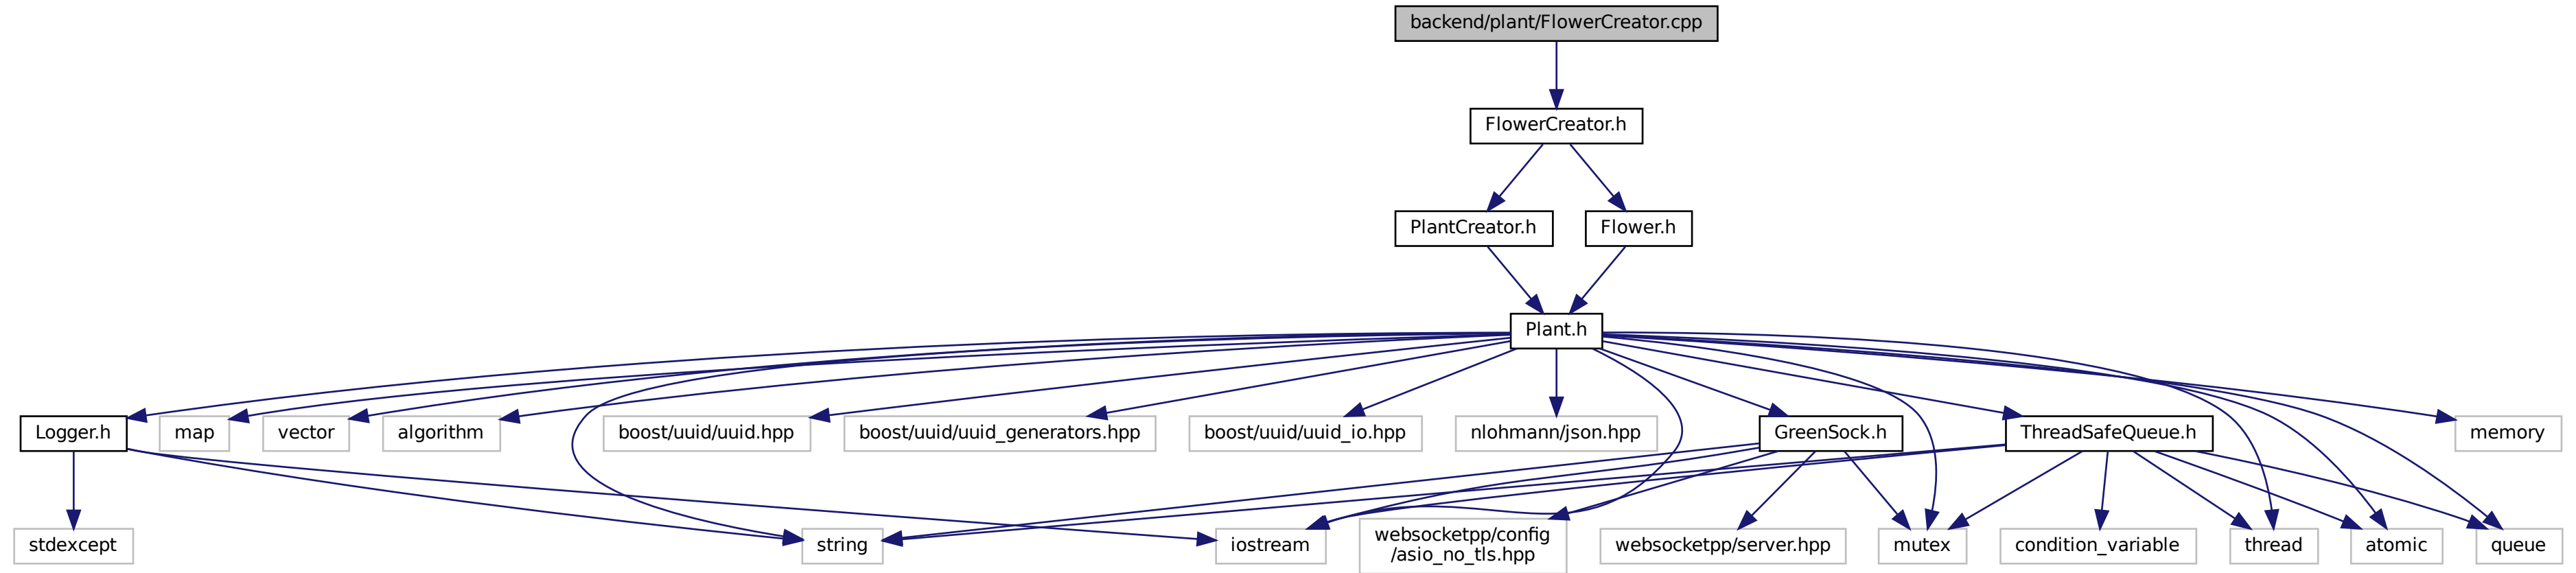 backend/plant/FlowerCreator.cpp
FlowerCreator.h
PlantCreator.h
Flower.h
Plant.h
Logger.h
map
vector
algorithm
boost/uuid/uuid.hpp
boost/uuid/uuid_generators.hpp
boost/uuid/uuid_io.hpp
nlohmann/json.hpp
GreenSock.h
ThreadSafeQueue.h
memory
stdexcept
string
iostream
websocketpp/config
/asio_no_tls.hpp
websocketpp/server.hpp
mutex
condition_variable
thread
atomic
queue